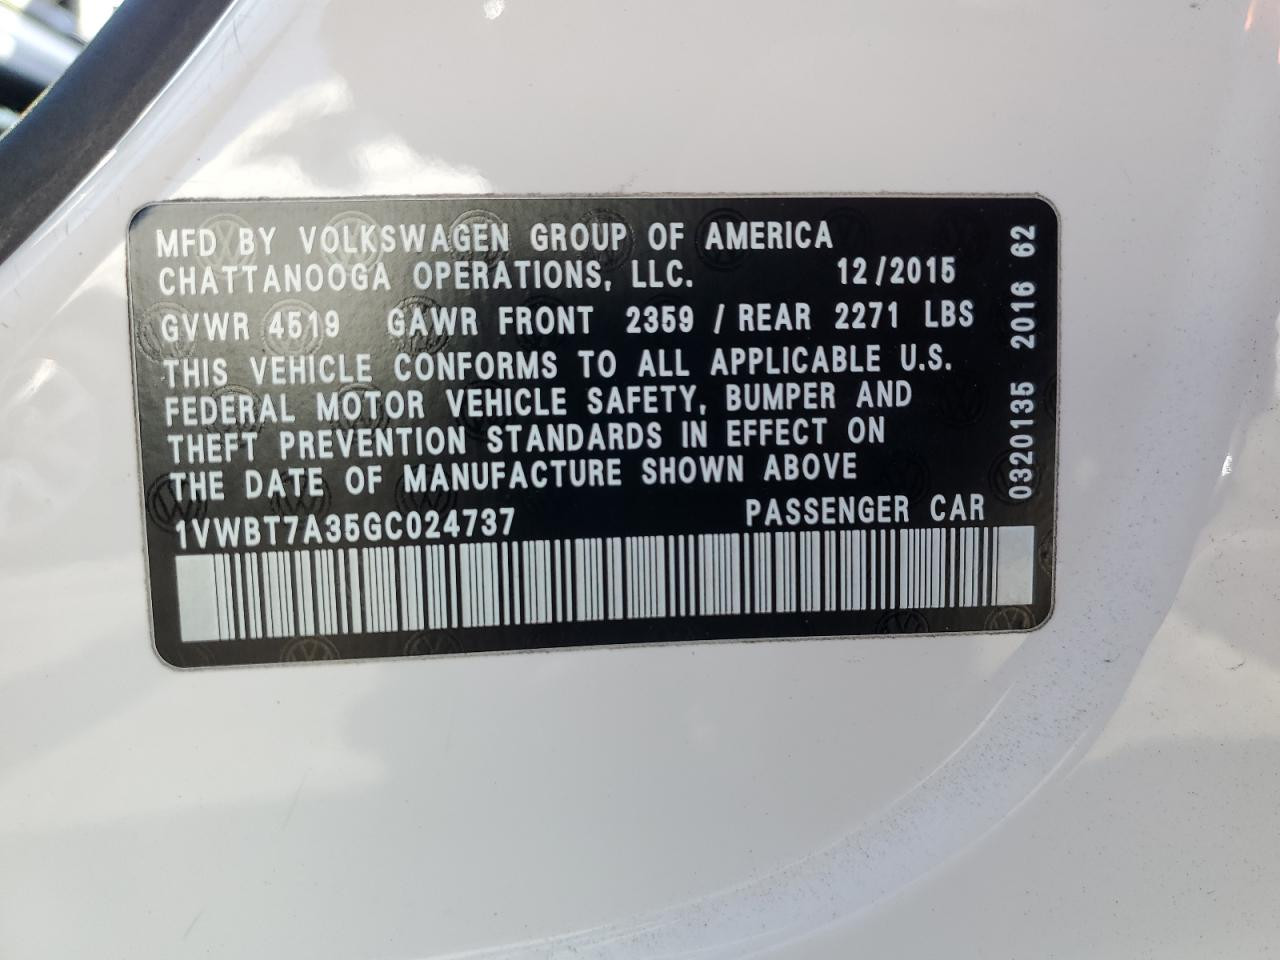 MFD BY VOLKSWAGEN GROUP OF AMERICA
CHATTANOOGA OPERATIONS, LLC. 12/2015
GVWR 4519 GAWR FRONT 2359 / REAR 2271 LBS
THIS VEHICLE CONFORMS TO ALL APPLICABLE U.S.
FEDERAL MOTOR VEHICLE SAFETY, BUMPER AND
THEFT PREVENTION STANDARDS IN EFFECT ON
THE DATE OF MANUFACTURE SHOWN ABOVE
1VWBT7A35GC024737 PASSENGER CAR
0320135 2016 62